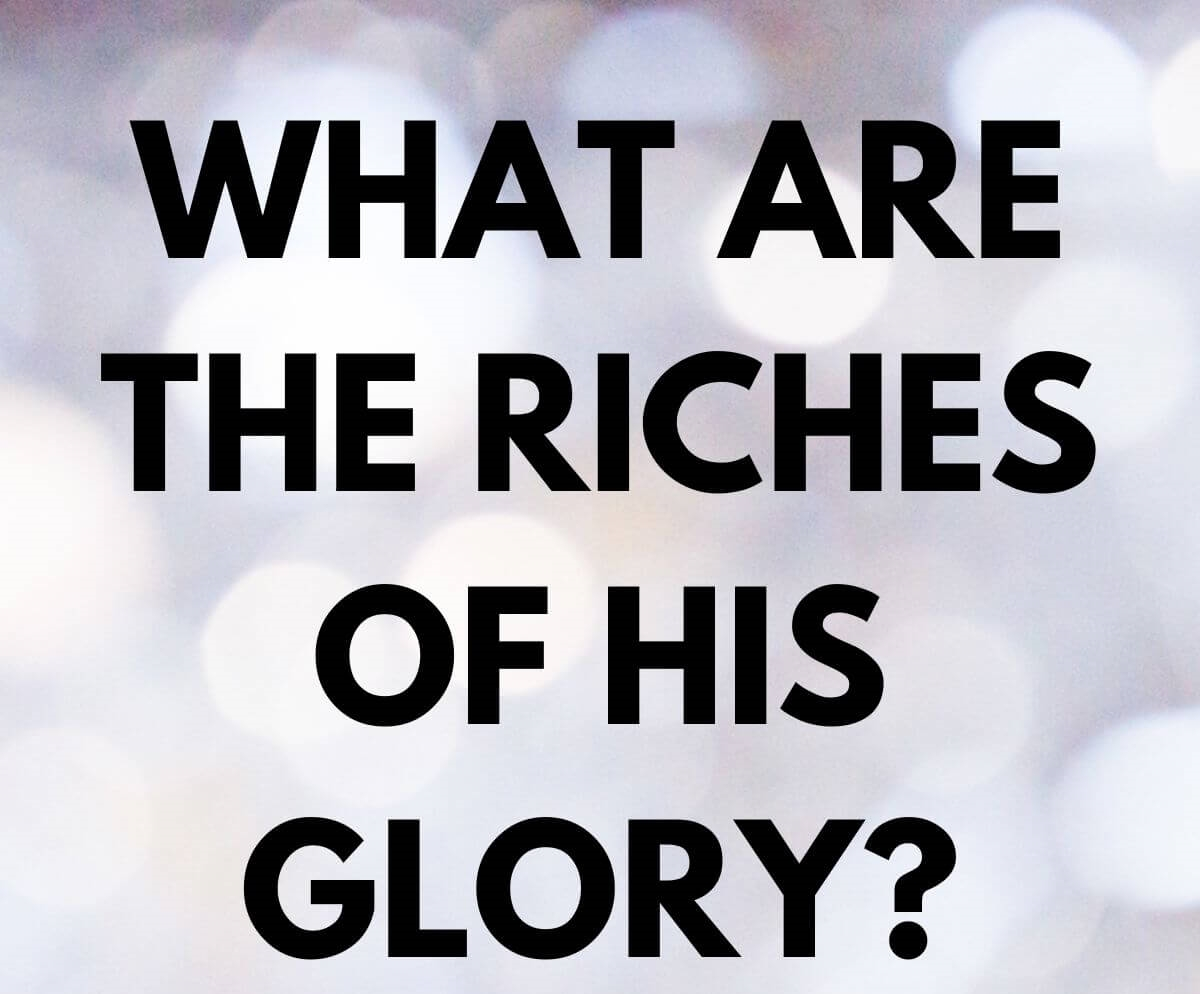 WHAT ARE
THE RICHES
OF HIS
GLORY?